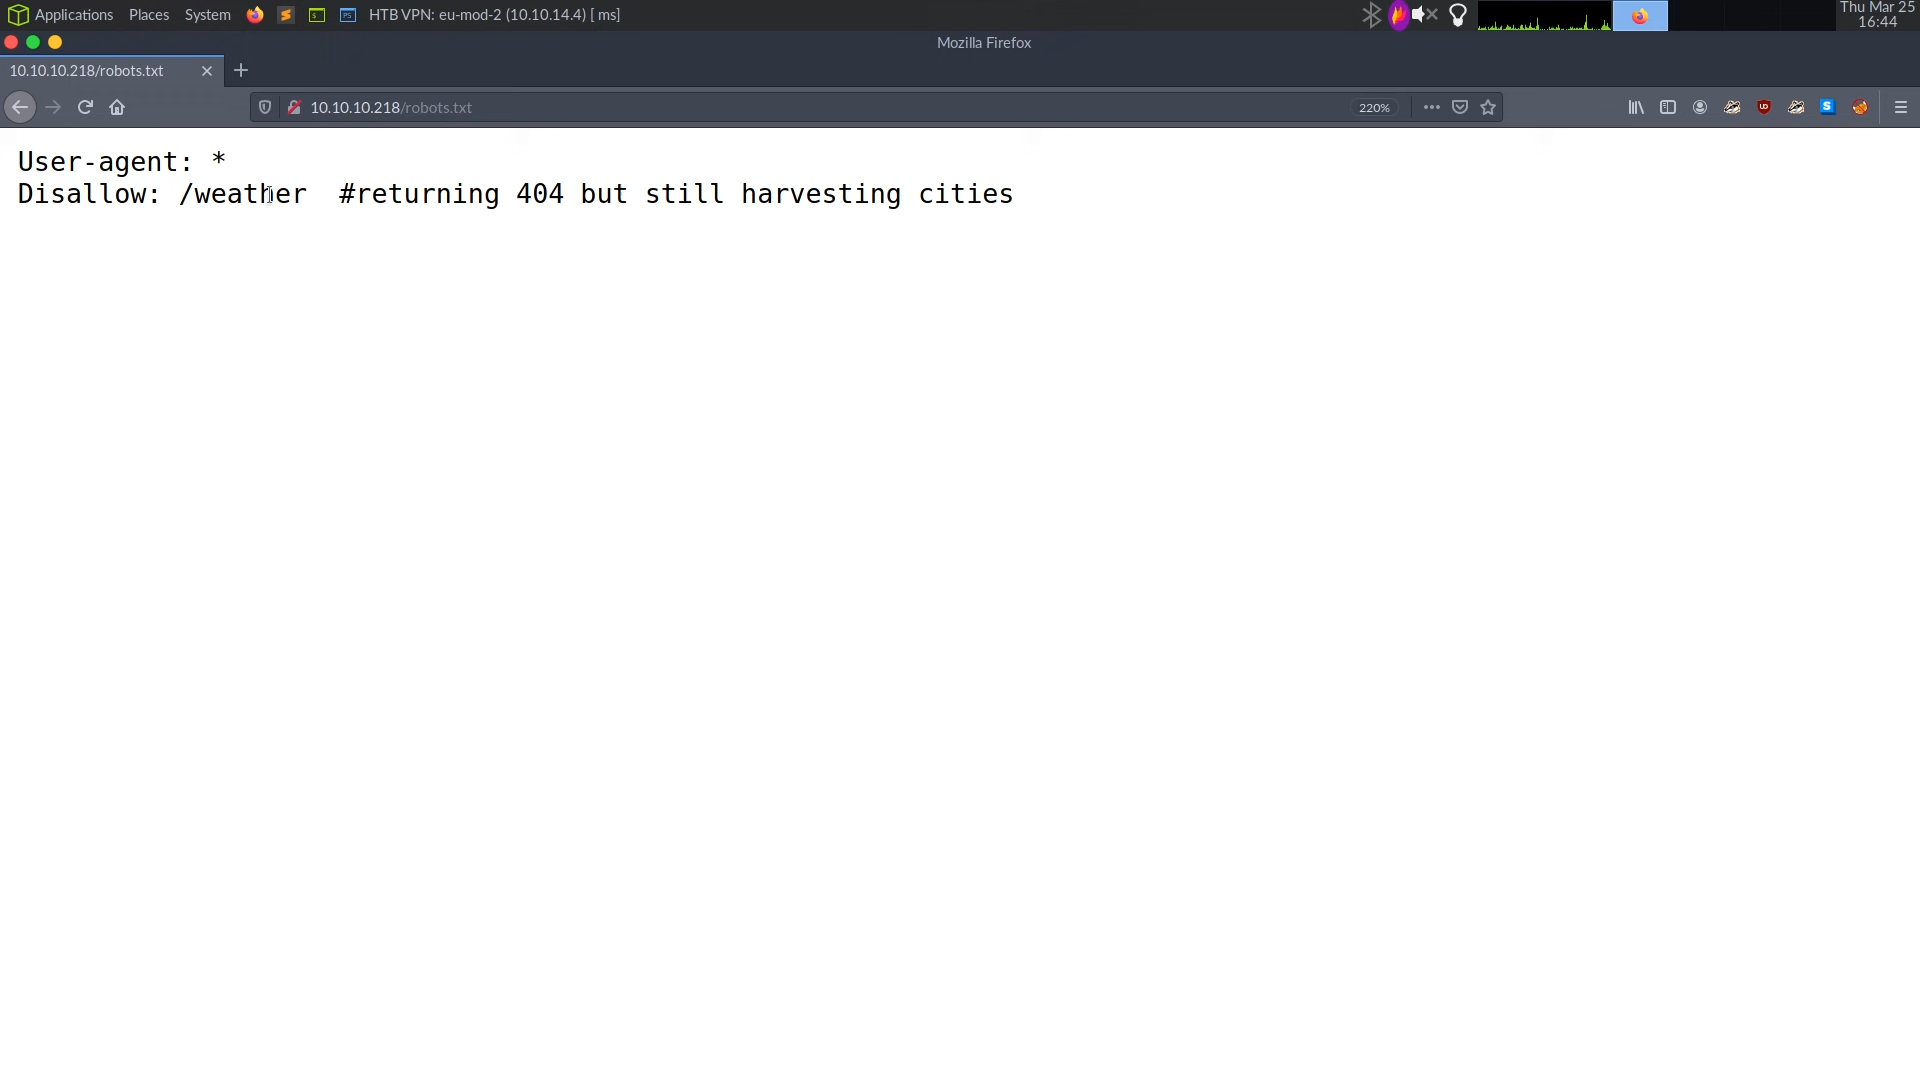 Applications Places System HTB VPN: eu-mod-2 (10.10.14.4) [ ms] Thu Mar 25
16:44
Mozilla Firefox
10.10.10.218/robots.txt
10.10.10.218/robots.txt 220%
User-agent: *
Disallow: /weather  #returning 404 but still harvesting cities